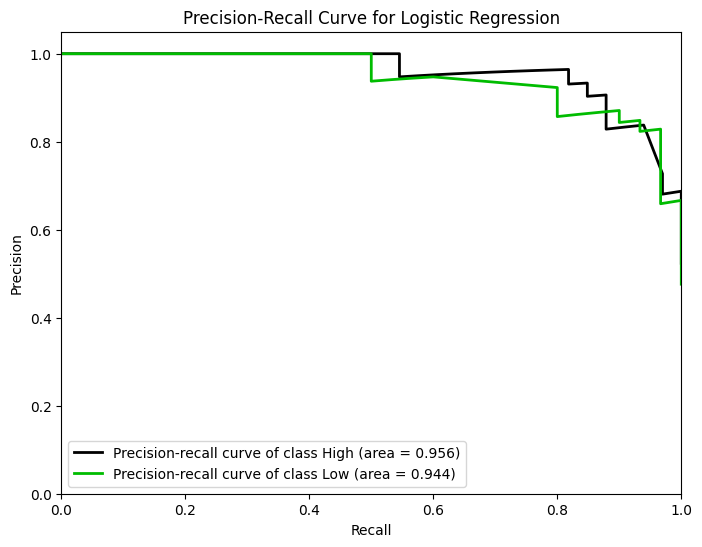 Precision-Recall Curve for Logistic Regression
1.0
0.8
0.6
0.4
0.2
0.0
Precision
Precision-recall curve of class High (area = 0.956)
Precision-recall curve of class Low (area = 0.944)
0.0 0.2 0.4 0.6 0.8 1.0
Recall